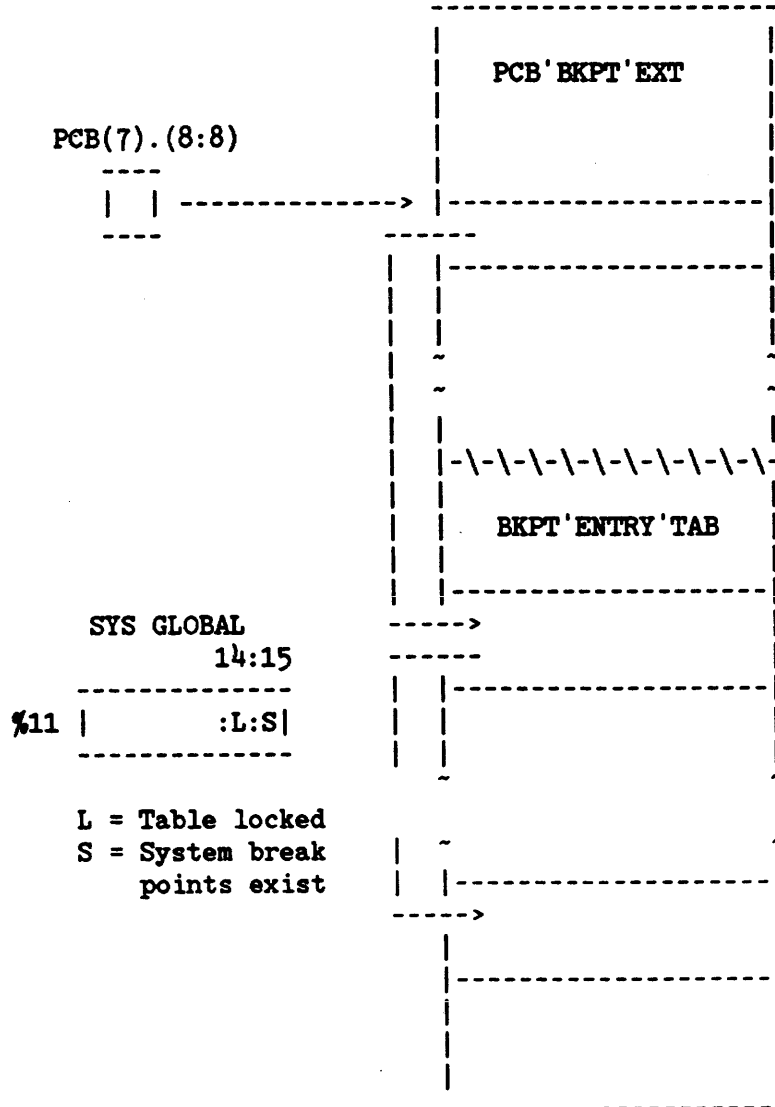 PCB'BKPT'EXT
PCB(7).(8:8)
BKPT'ENTRY'TAB
SYS GLOBAL
14:15
%11 | :L:S|
L = Table locked
S = System break
points exist